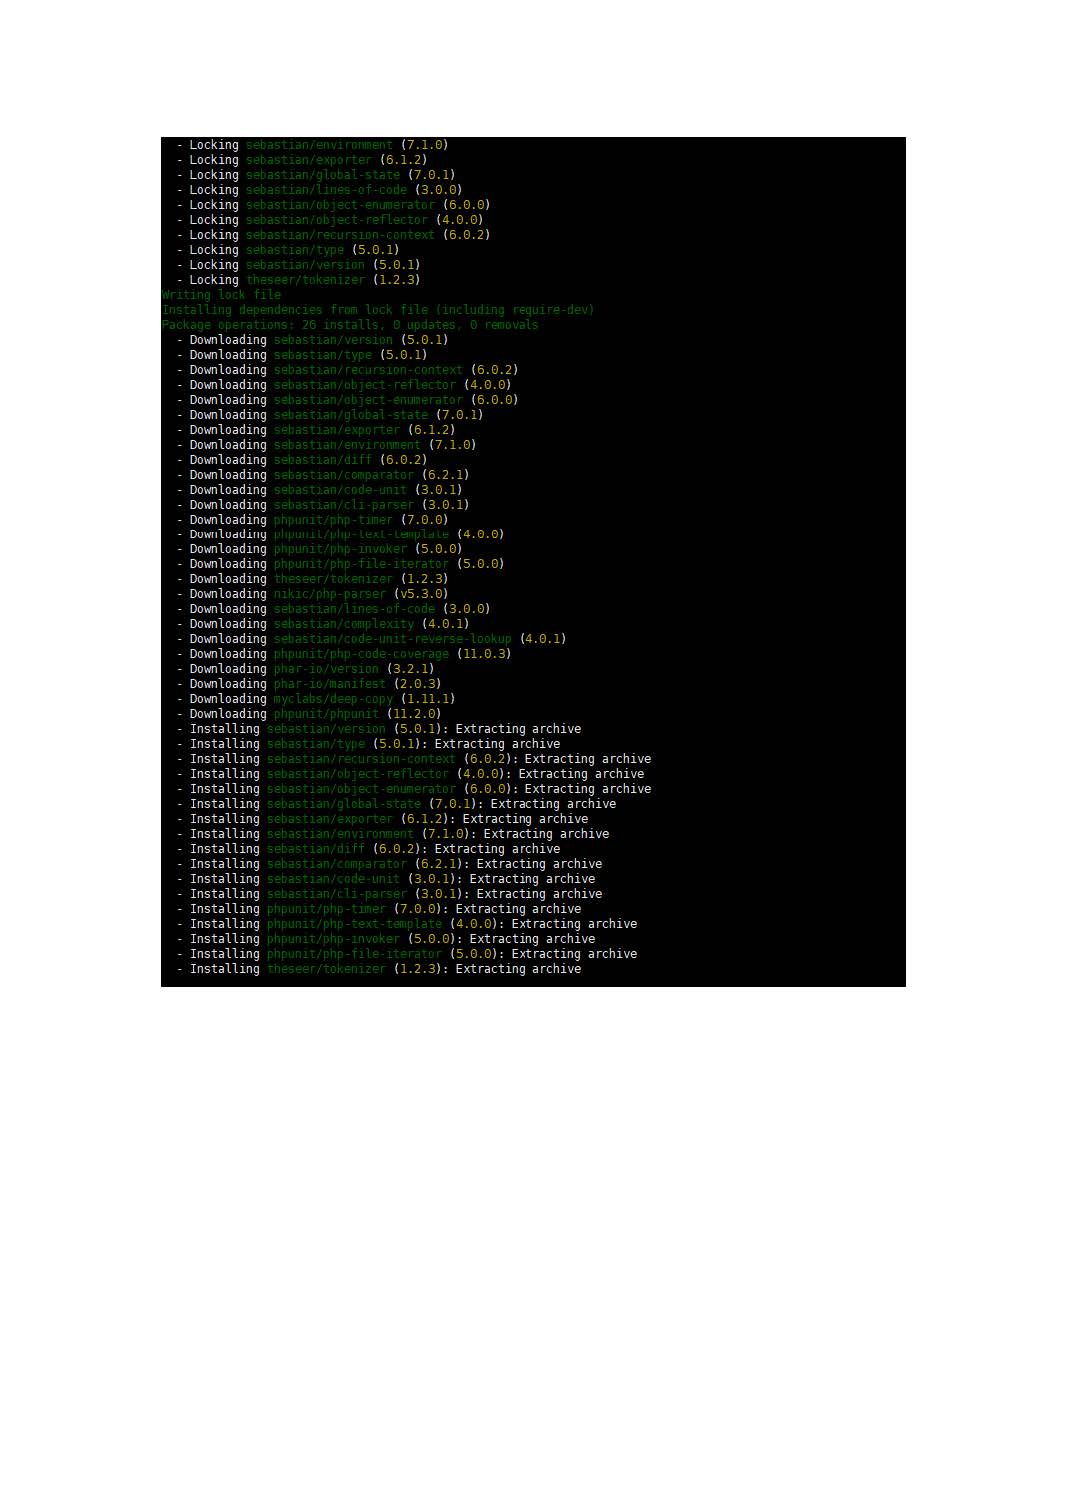 - Locking sebastian/environment (7.1.0)
- Locking sebastian/exporter (6.1.2)
- Locking sebastian/global-state (7.0.1)
- Locking sebastian/lines-of-code (3.0.0)
- Locking sebastian/object-enumerator (6.0.0)
- Locking sebastian/object-reflector (4.0.0)
- Locking sebastian/recursion-context (6.0.2)
- Locking sebastian/type (5.0.1)
- Locking sebastian/version (5.0.1)
- Locking theseer/tokenizer (1.2.3)
Writing lock file
Installing dependencies from lock file (including require-dev)
Package operations: 26 installs, 0 updates, 0 removals
- Downloading sebastian/version (5.0.1)
- Downloading sebastian/type (5.0.1)
- Downloading sebastian/recursion-context (6.0.2)
- Downloading sebastian/object-reflector (4.0.0)
- Downloading sebastian/object-enumerator (6.0.0)
- Downloading sebastian/global-state (7.0.1)
- Downloading sebastian/exporter (6.1.2)
- Downloading sebastian/environment (7.1.0)
- Downloading sebastian/diff (6.0.2)
- Downloading sebastian/comparator (6.2.1)
- Downloading sebastian/code-unit (3.0.1)
- Downloading sebastian/cli-parser (3.0.1)
- Downloading phpunit/php-timer (7.0.0)
- Downloading phpunit/php-text-template (4.0.0)
- Downloading phpunit/php-invoker (5.0.0)
- Downloading phpunit/php-file-iterator (5.0.0)
- Downloading theseer/tokenizer (1.2.3)
- Downloading nikic/php-parser (v5.3.0)
- Downloading sebastian/lines-of-code (3.0.0)
- Downloading sebastian/complexity (4.0.1)
- Downloading sebastian/code-unit-reverse-lookup (4.0.1)
- Downloading phpunit/php-code-coverage (11.0.3)
- Downloading phar-io/version (3.2.1)
- Downloading phar-io/manifest (2.0.3)
- Downloading myclabs/deep-copy (1.11.1)
- Downloading phpunit/phpunit (11.2.0)
- Installing sebastian/version (5.0.1): Extracting archive
- Installing sebastian/type (5.0.1): Extracting archive
- Installing sebastian/recursion-context (6.0.2): Extracting archive
- Installing sebastian/object-reflector (4.0.0): Extracting archive
- Installing sebastian/object-enumerator (6.0.0): Extracting archive
- Installing sebastian/global-state (7.0.1): Extracting archive
- Installing sebastian/exporter (6.1.2): Extracting archive
- Installing sebastian/environment (7.1.0): Extracting archive
- Installing sebastian/diff (6.0.2): Extracting archive
- Installing sebastian/comparator (6.2.1): Extracting archive
- Installing sebastian/code-unit (3.0.1): Extracting archive
- Installing sebastian/cli-parser (3.0.1): Extracting archive
- Installing phpunit/php-timer (7.0.0): Extracting archive
- Installing phpunit/php-text-template (4.0.0): Extracting archive
- Installing phpunit/php-invoker (5.0.0): Extracting archive
- Installing phpunit/php-file-iterator (5.0.0): Extracting archive
- Installing theseer/tokenizer (1.2.3): Extracting archive